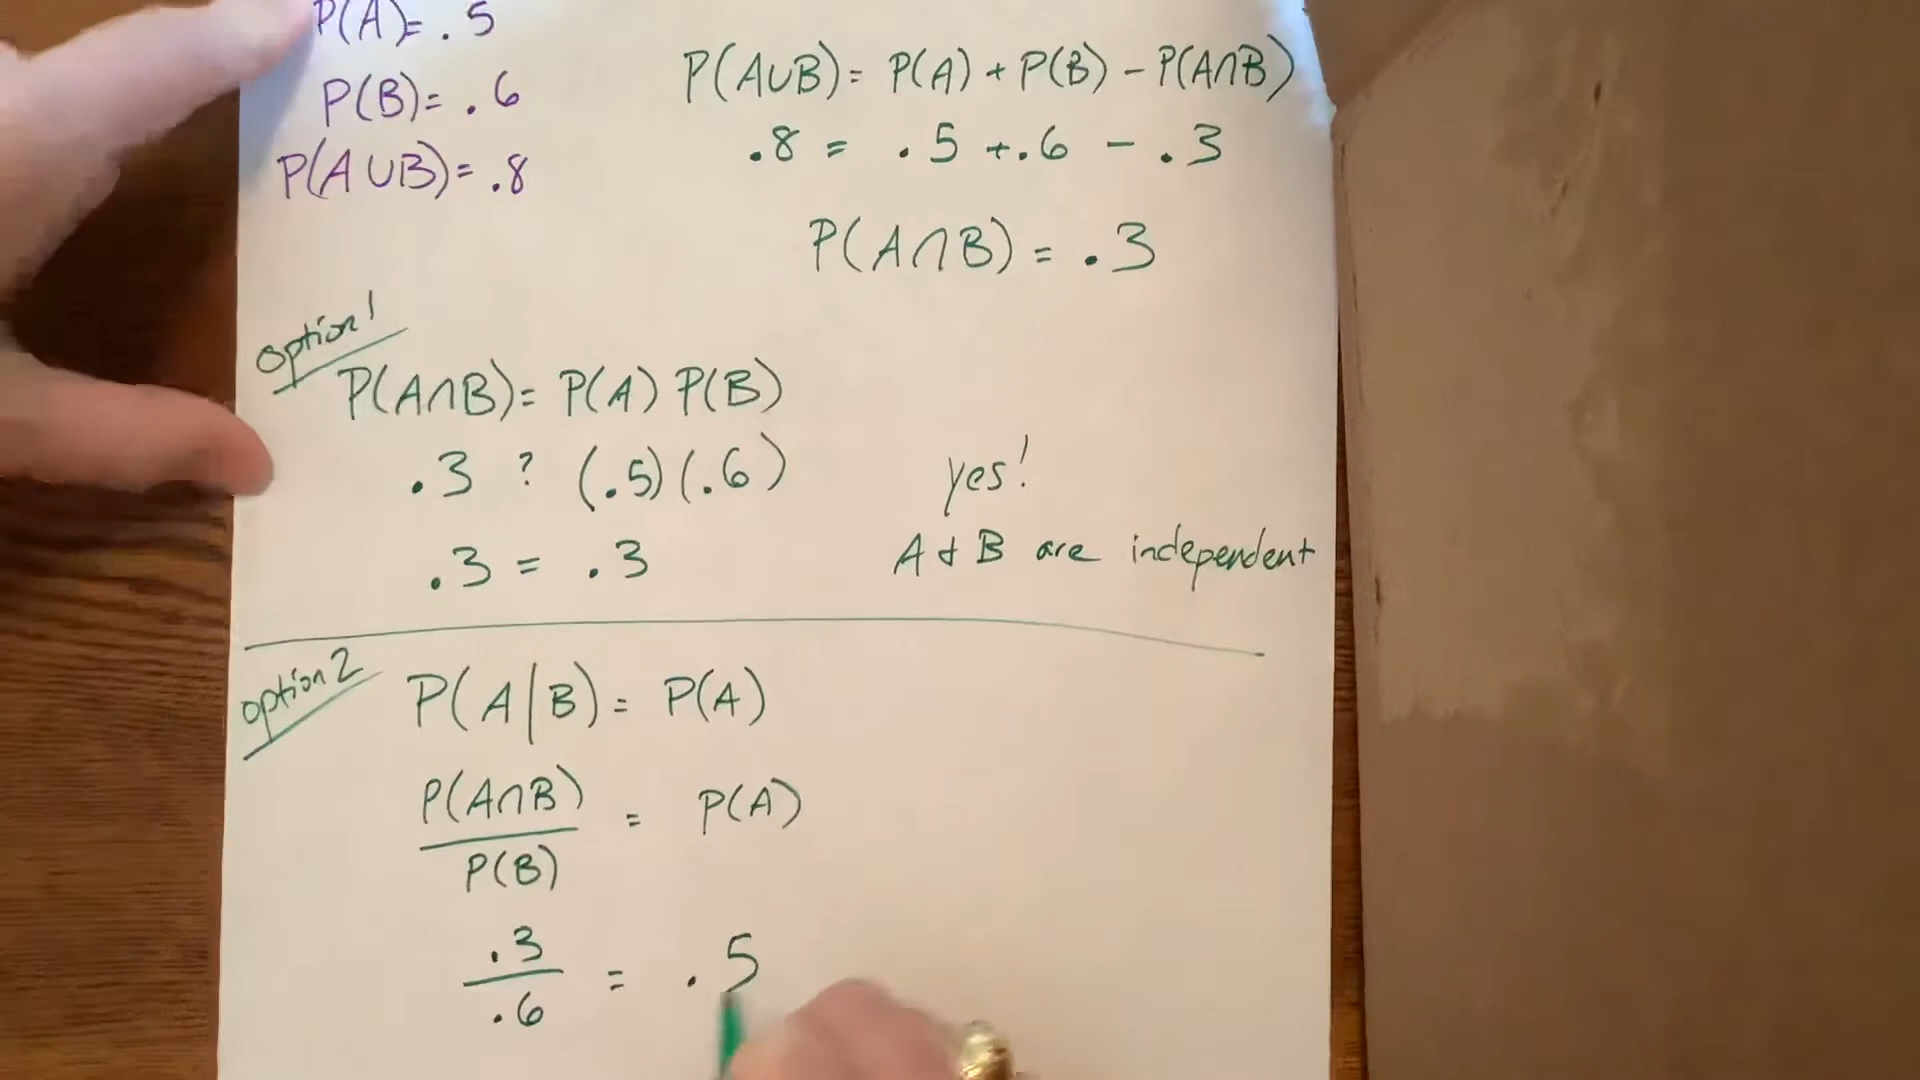 P(A)= .5
P(B)= .6
P(A∪B)= .8
P(A∪B)= P(A) + P(B) - P(A∩B)
.8 = .5 +.6 - .3
P(A∩B) = .3
option 1
P(A∩B)= P(A) P(B)
.3 ? (.5)(.6)
.3 = .3
yes!
A & B are independent
option 2
P(A|B)= P(A)
P(A∩B)/P(B) = P(A)
.3/.6 = .5